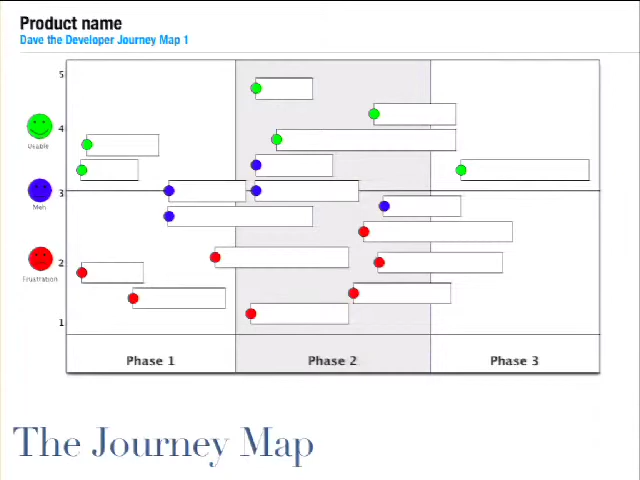 Product name
Dave the Developer Journey Map 1
5
4
Usable
3
Meh
2
Frustration
1
Phase 1
Phase 2
Phase 3
The Journey Map